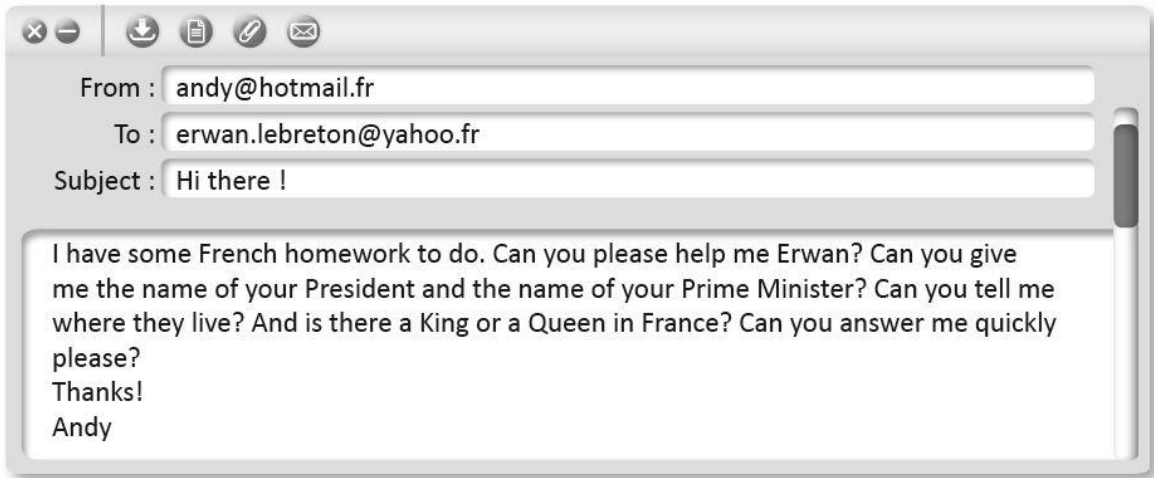 From : andy@hotmail.fr
To : erwan.lebreton@yahoo.fr
Subject : Hi there !
I have some French homework to do. Can you please help me Erwan? Can you give
me the name of your President and the name of your Prime Minister? Can you tell me
where they live? And is there a King or a Queen in France? Can you answer me quickly
please?
Thanks!
Andy